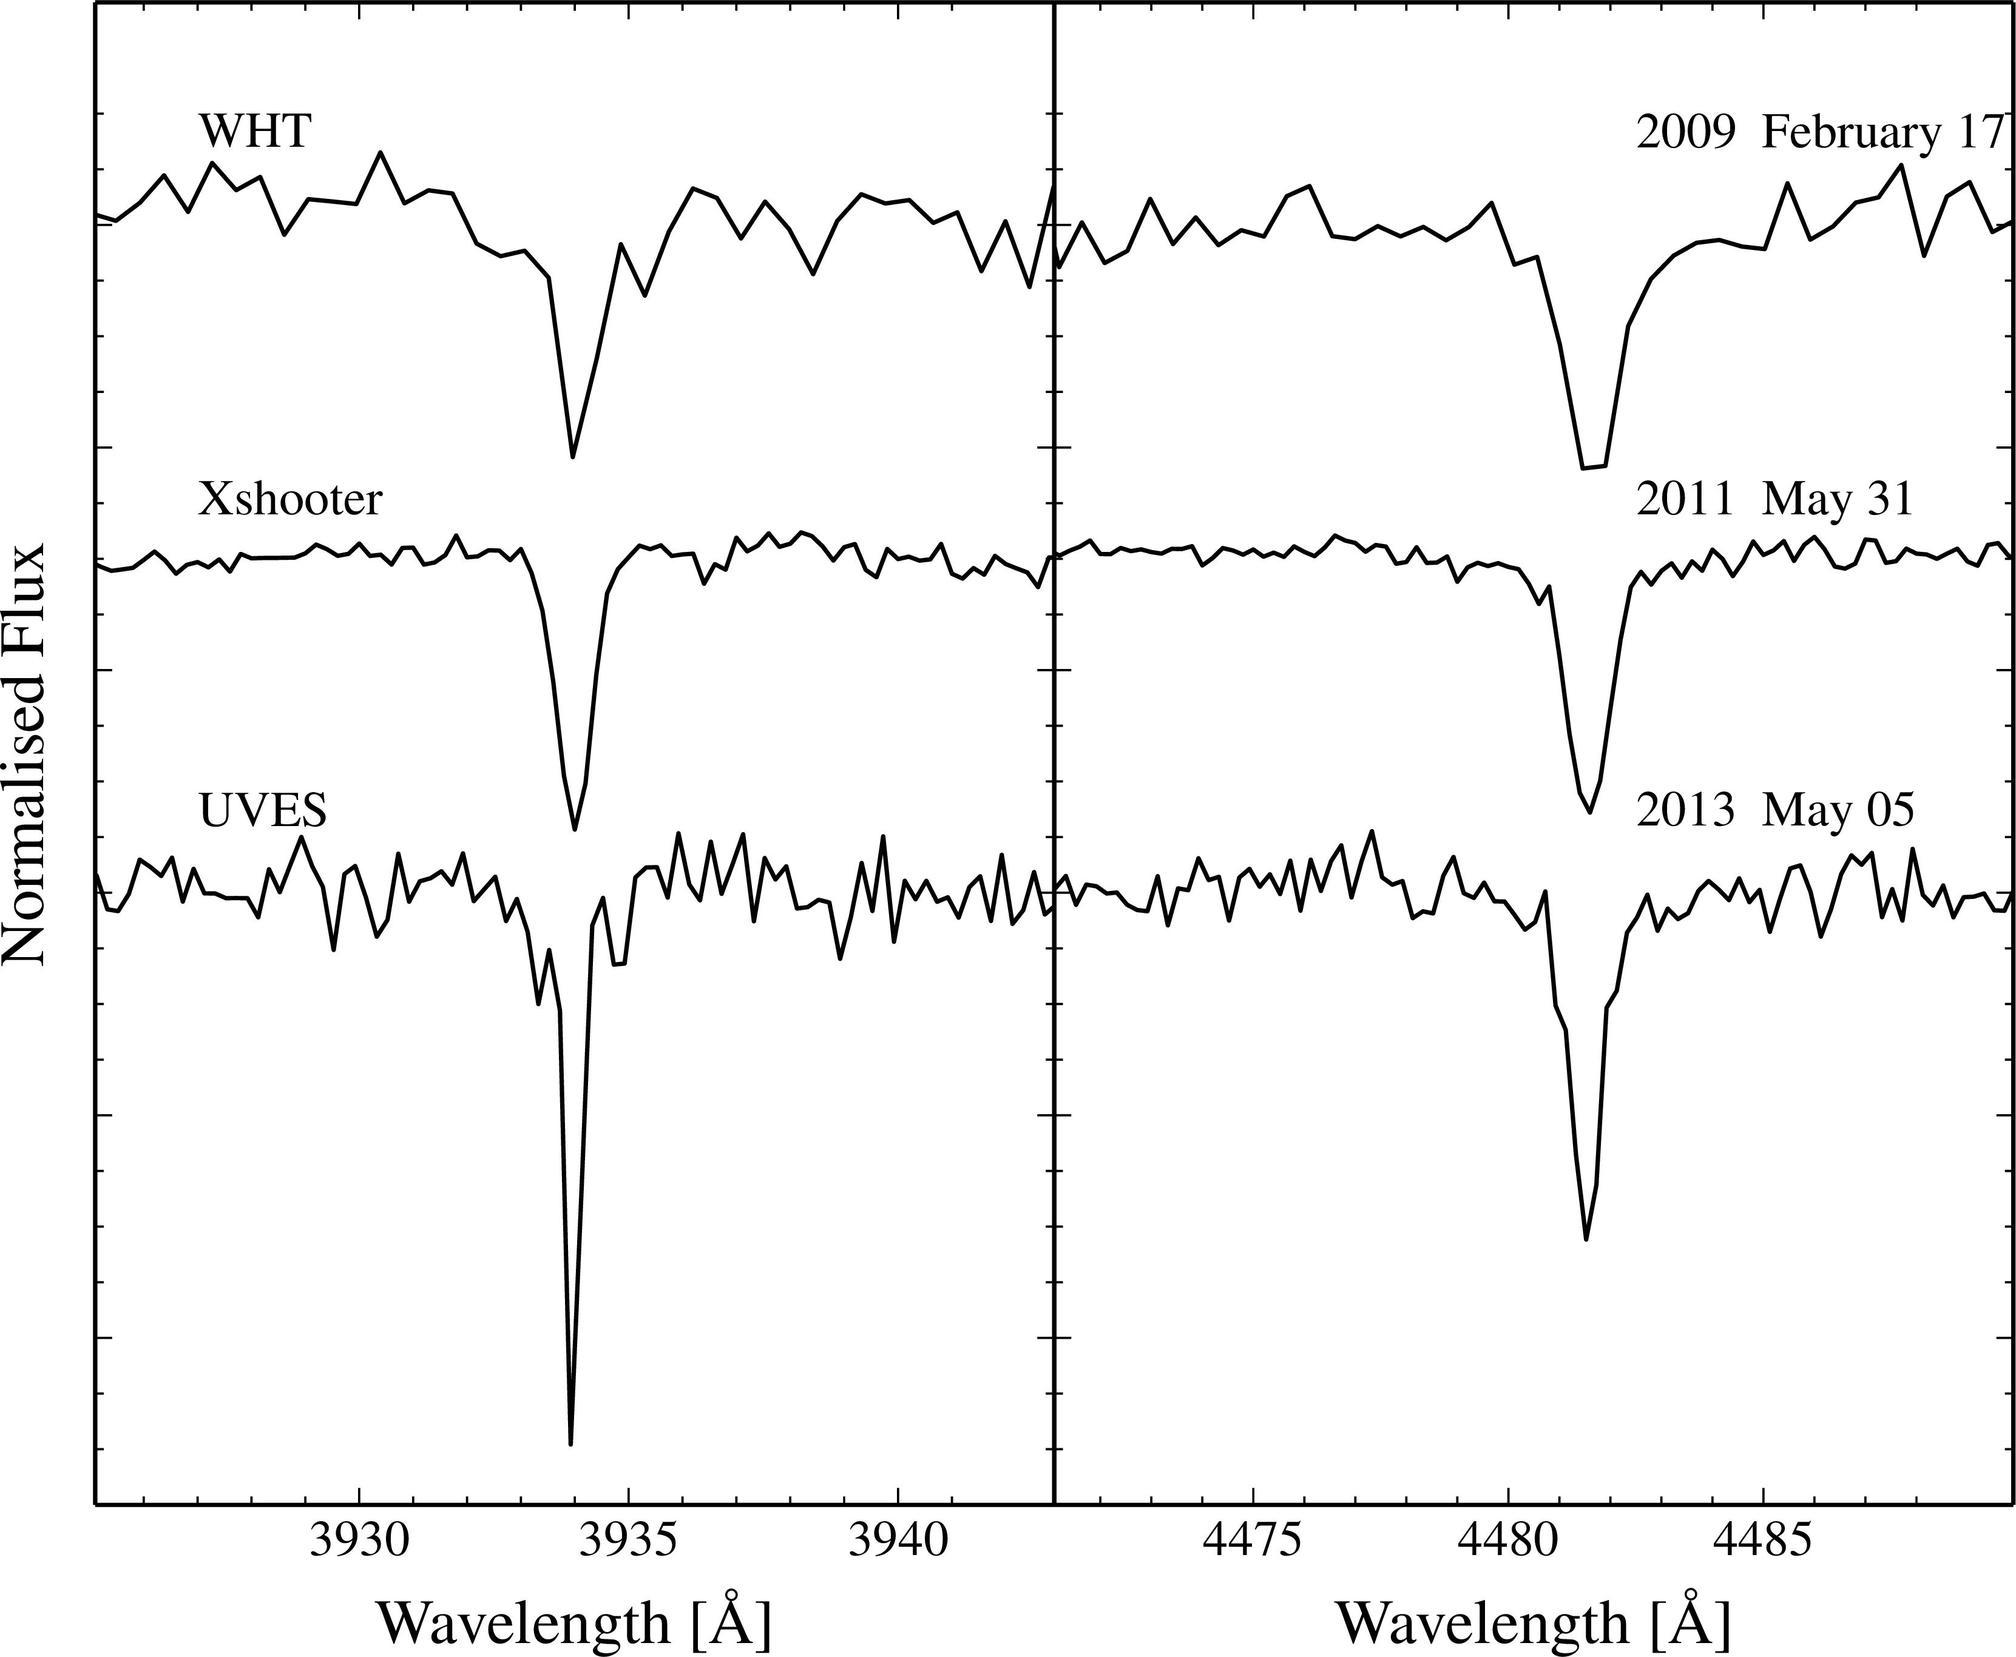 WHT
2009 February 17
Xshooter
2011 May 31
UVES
2013 May 05
Normalised Flux
3930 3935 3940 4475 4480 4485
Wavelength [Å] Wavelength [Å]